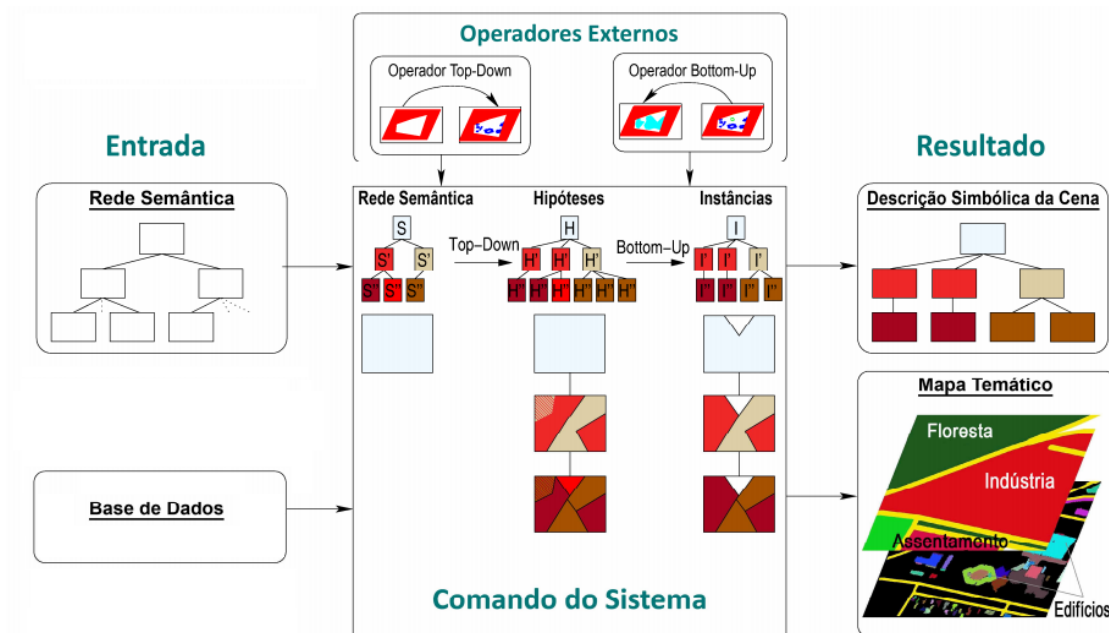 Operadores Externos
Operador Top-Down
Operador Bottom-Up
Entrada
Resultado
Rede Semântica
Rede Semântica
Hipóteses
Instâncias
Descrição Simbólica da Cena
S
Top-Down
H
Bottom-Up
I
S' S'
H' H' H'
I' I' I'
S" S" S"
H" H" H" H" H" H"
I" I" I" I"
Base de Dados
Mapa Temático
Floresta
Indústria
Assentamento
Edifícios
Comando do Sistema